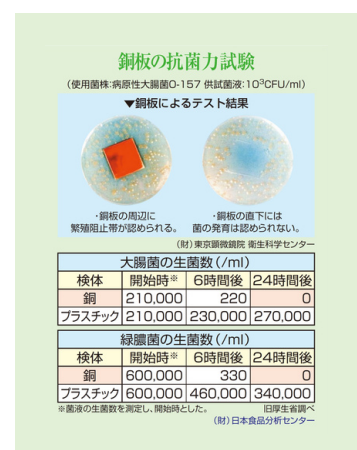 銅板の抗菌力試験
(使用菌株:病原性大腸菌O-157 供試菌液:10³CFU/ml)
▼銅板によるテスト結果
・銅板の周辺に
繁殖阻止帯が認められる。
・銅板の直下には
菌の発育は認められない。
(財)東京顕微鏡院 衛生科学センター
大腸菌の生菌数(/ml)
検体 開始時※ 6時間後 24時間後
銅 210,000 220 0
プラスチック 210,000 230,000 270,000
緑膿菌の生菌数(/ml)
検体 開始時※ 6時間後 24時間後
銅 600,000 330 0
プラスチック 600,000 460,000 340,000
※菌液の生菌数を測定し、開始時とした。 旧厚生省調べ
(財)日本食品分析センター